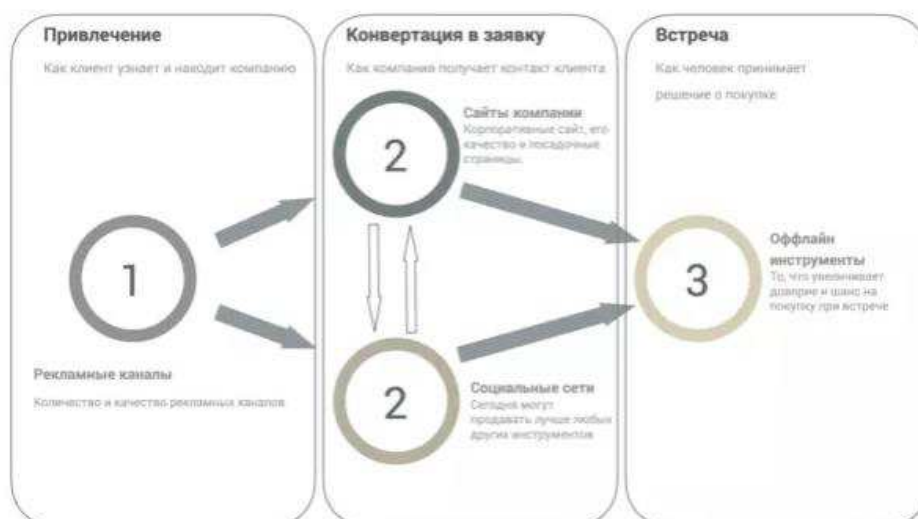 Привлечение
Как клиент узнает и находит компанию
1
Рекламные каналы
Количество и качество рекламных каналов
Конвертация в заявку
Как компания получает контакт клиента
2
Сайты компании
Корпоративные сайт, его
качество и посадочные
страницы.
2
Социальные сети
Сегодня могут
продавать лучше любых
других инструментов
Встреча
Как человек принимает
решение о покупке
3
Оффлайн
инструменты
То, что увеличивает
доверие и шанс на
покупку при встрече